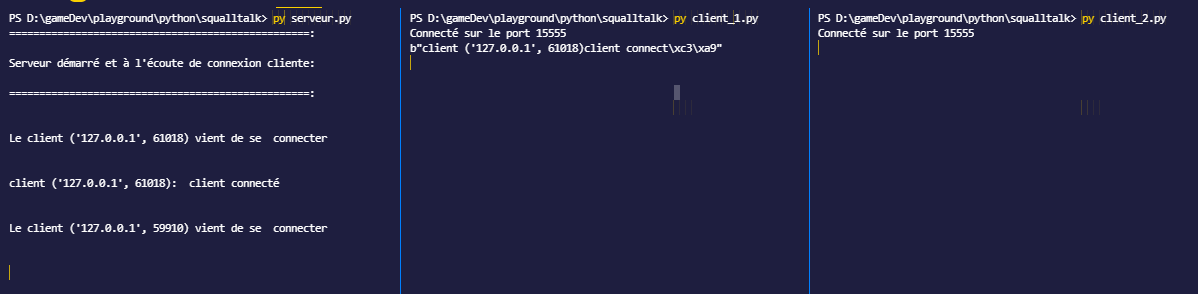 PS D:\gameDev\playground\python\squalltalk> py serveur.py
==================================================:
Serveur démarré et à l'écoute de connexion cliente:
==================================================:
Le client ('127.0.0.1', 61018) vient de se  connecter
client ('127.0.0.1', 61018):  client connecté
Le client ('127.0.0.1', 59910) vient de se  connecter
PS D:\gameDev\playground\python\squalltalk> py client_1.py
Connecté sur le port 15555
b"client ('127.0.0.1', 61018)client connect\xc3\xa9"
PS D:\gameDev\playground\python\squalltalk> py client_2.py
Connecté sur le port 15555